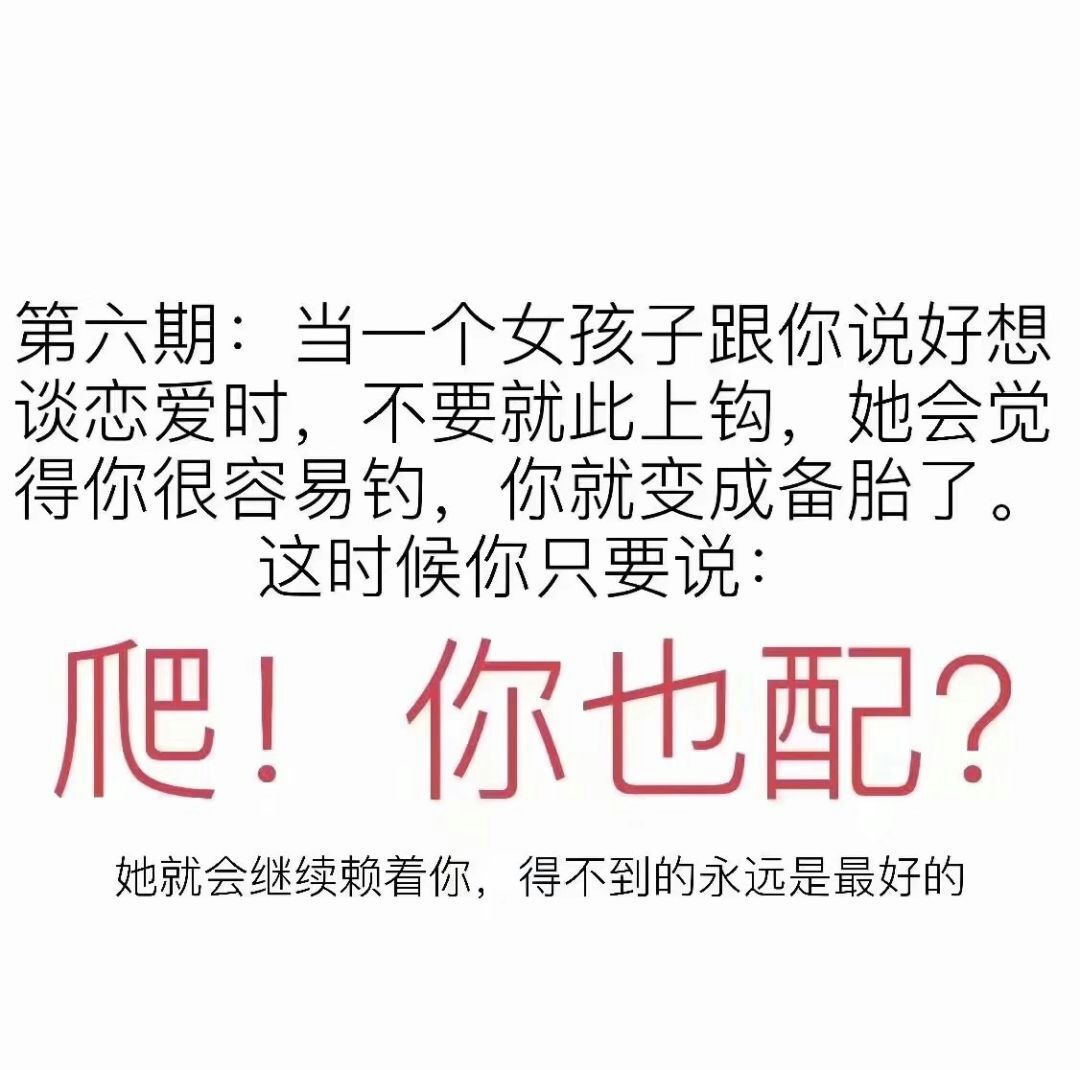 第六期：当一个女孩子跟你说好想
谈恋爱时，不要就此上钩，她会觉
得你很容易钓，你就变成备胎了。
这时候你只要说：
爬！你也配？
她就会继续赖着你，得不到的永远是最好的